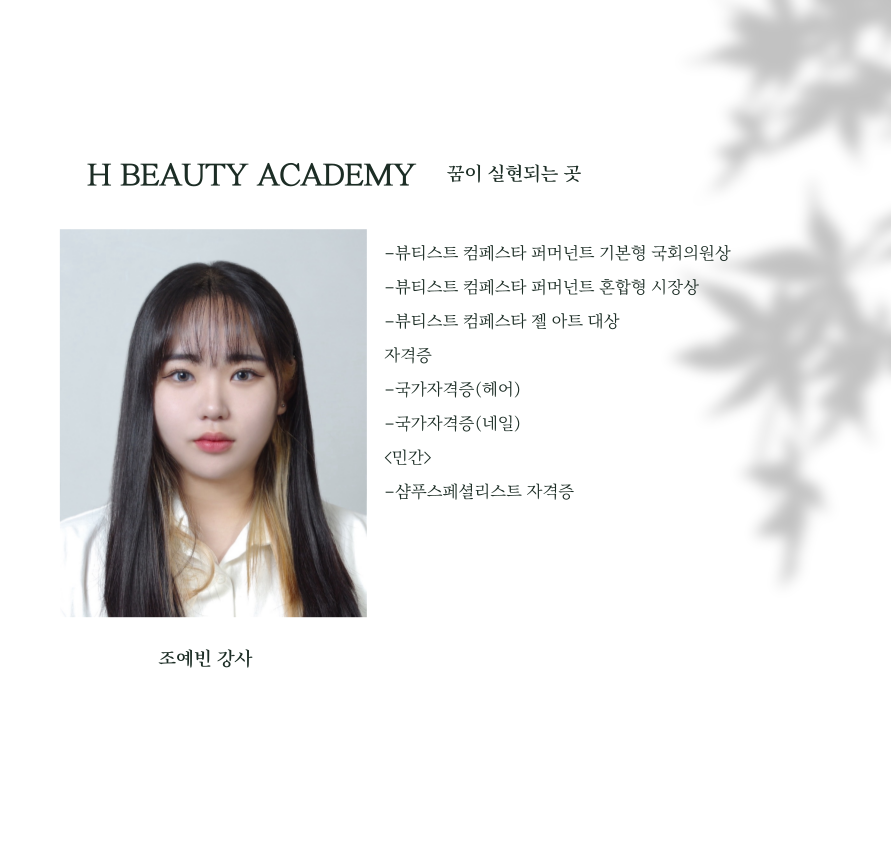 H BEAUTY ACADEMY 꿈이 실현되는 곳
-뷰티스트 컴페스타 퍼머넌트 기본형 국회의원상
-뷰티스트 컴페스타 퍼머넌트 혼합형 시장상
-뷰티스트 컴페스타 젤 아트 대상
자격증
-국가자격증(헤어)
-국가자격증(네일)
<민간>
-샴푸스페셜리스트 자격증
조예빈 강사